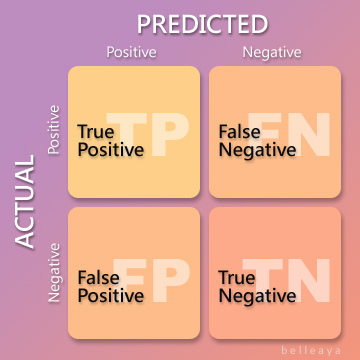 PREDICTED
Positive Negative
ACTUAL
Positive
TP
True
Positive
FN
False
Negative
Negative
FP
False
Positive
TN
True
Negative
belleaya